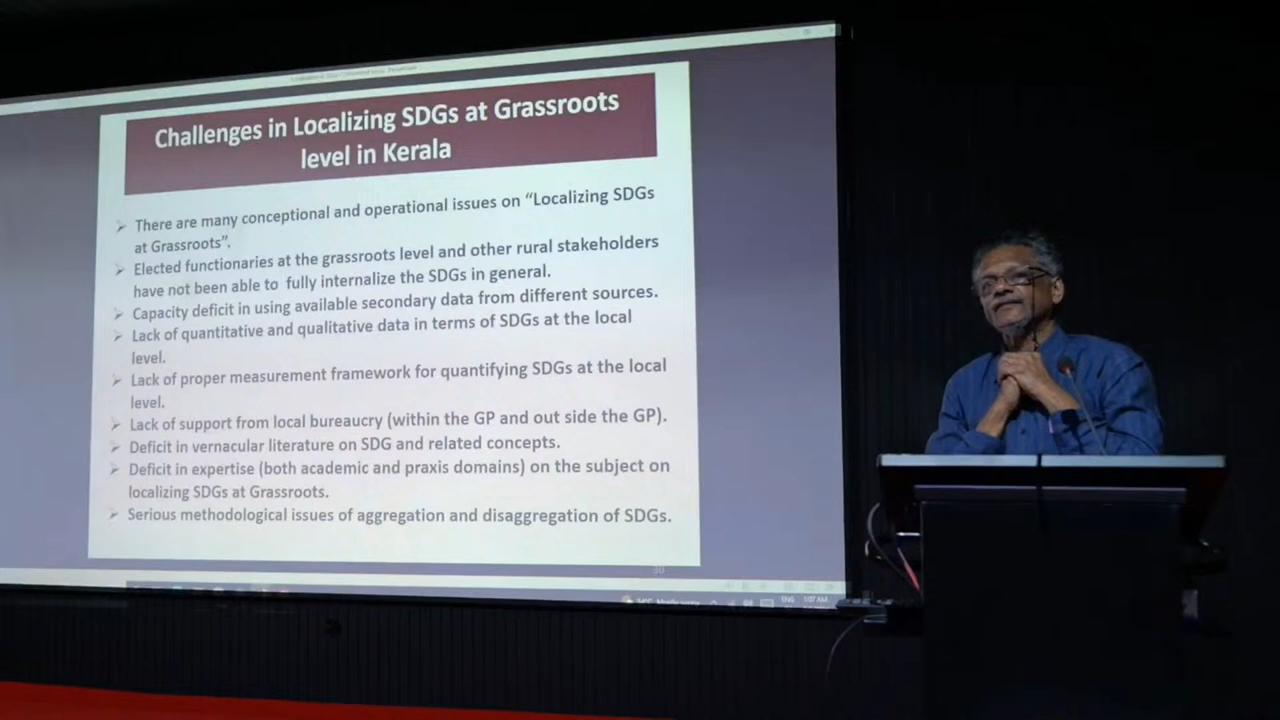 Challenges in Localizing SDGs at Grassroots
level in Kerala
➢ There are many conceptional and operational issues on “Localizing SDGs
at Grassroots”.
➢ Elected functionaries at the grassroots level and other rural stakeholders
have not been able to fully internalize the SDGs in general.
➢ Capacity deficit in using available secondary data from different sources.
➢ Lack of quantitative and qualitative data in terms of SDGs at the local
level.
➢ Lack of proper measurement framework for quantifying SDGs at the local
level.
➢ Lack of support from local bureaucry (within the GP and out side the GP).
➢ Deficit in vernacular literature on SDG and related concepts.
➢ Deficit in expertise (both academic and praxis domains) on the subject on
localizing SDGs at Grassroots.
➢ Serious methodological issues of aggregation and disaggregation of SDGs.
30
ENG 1:07 AM